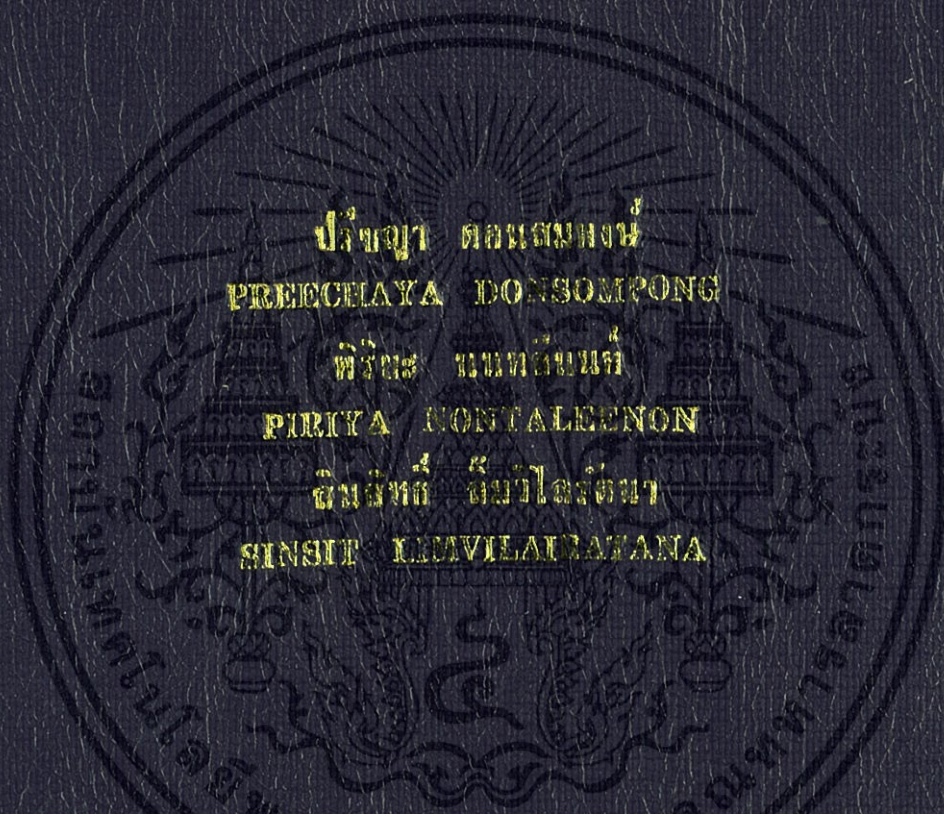 ปรีชญา ดอนสมพงษ์
PREECHAYA DONSOMPONG
พิริยะ นนทลีนนท์
PIRIYA NONTALEENON
สินสิทธิ์ ลิ้มวิไลรัตนา
SINSIT LIMVILAIRATANA